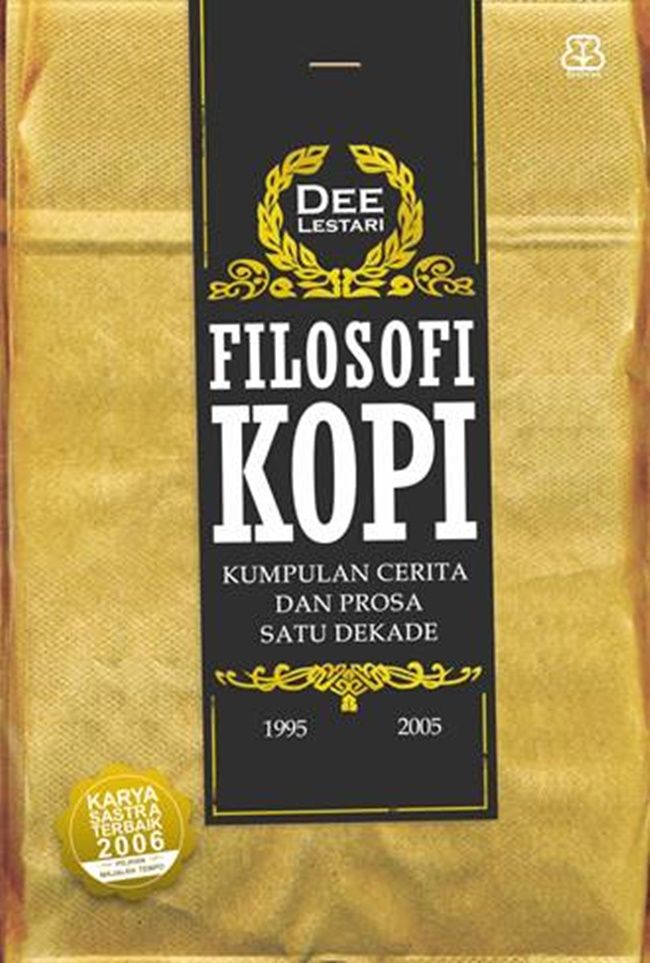 DEE
LESTARI
FILOSOFI
KOPI
KUMPULAN CERITA
DAN PROSA
SATU DEKADE
1995 2005
KARYA
SASTRA
TERBAIK
2006
PILIHAN
MAJALAH TEMPO